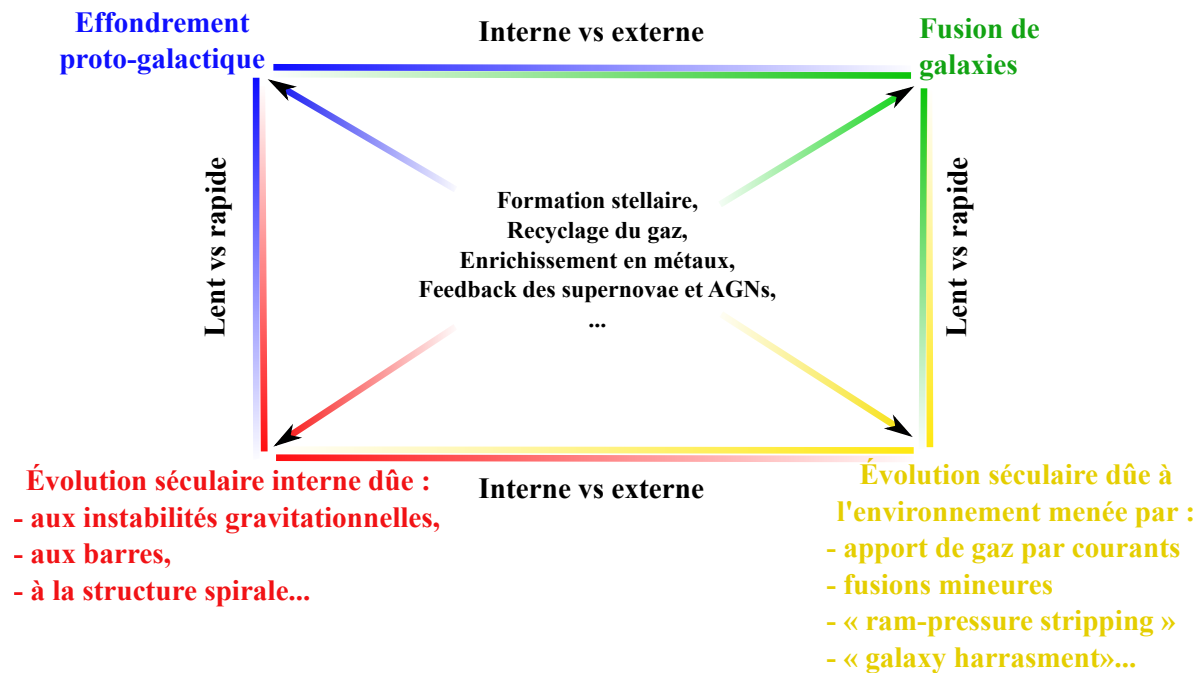 Effondrement
proto-galactique
Interne vs externe
Fusion de
galaxies
Lent vs rapide
Formation stellaire,
Recyclage du gaz,
Enrichissement en métaux,
Feedback des supernovae et AGNs,
...
Lent vs rapide
Évolution séculaire interne dûe :
- aux instabilités gravitationnelles,
- aux barres,
- à la structure spirale...
Interne vs externe
Évolution séculaire dûe à
l'environnement menée par :
- apport de gaz par courants
- fusions mineures
- « ram-pressure stripping »
- « galaxy harrasment»...